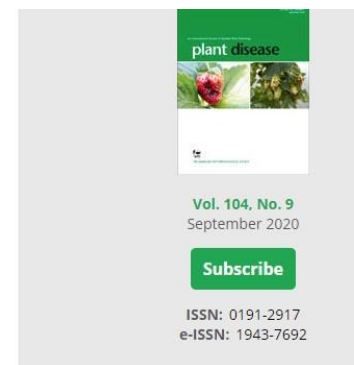 plant disease
Vol. 104, No. 9
September 2020
Subscribe
ISSN: 0191-2917
e-ISSN: 1943-7692